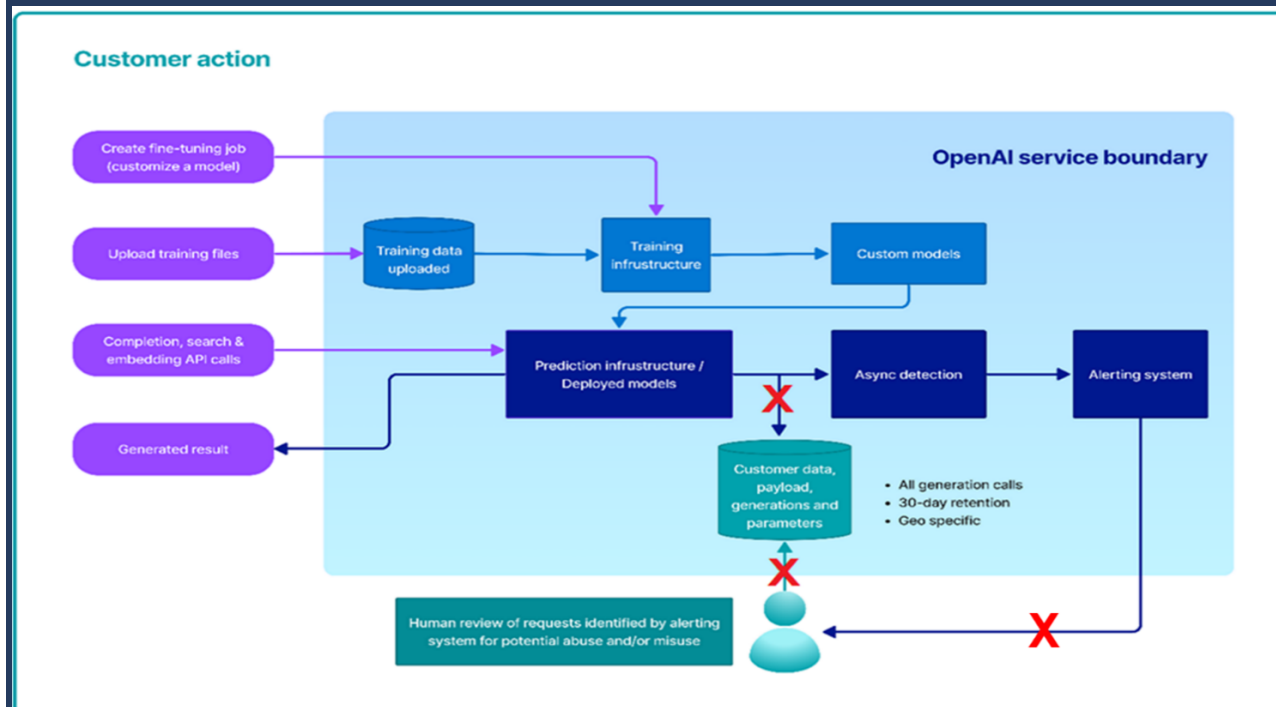 Customer action
Create fine-tuning job
(customize a model)
OpenAI service boundary
Upload training files
Training data
uploaded
Training
infrustructure
Custom models
Completion, search &
embedding API calls
Prediction infrustructure /
Deployed models
Async detection
Alerting system
Generated result
Customer data,
payload,
generations and
parameters
• All generation calls
• 30-day retention
• Geo specific
Human review of requests identified by alerting
system for potential abuse and/or misuse